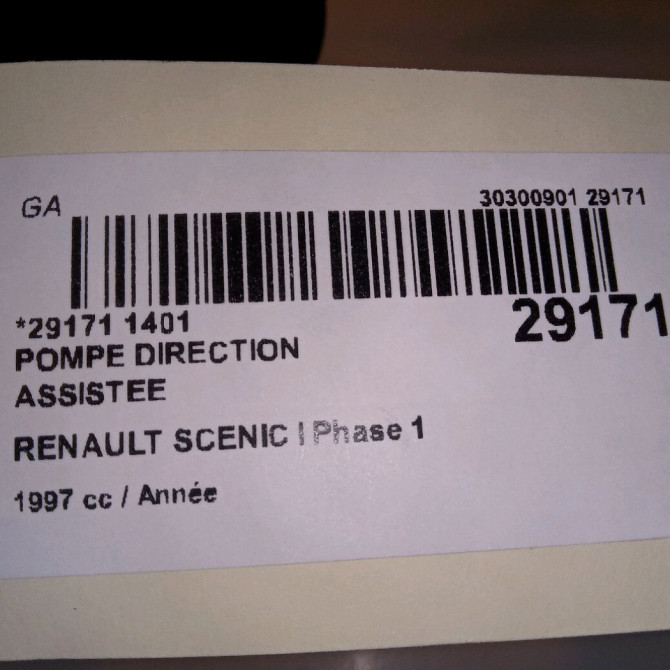 GA
30300901 29171
*29171 1401
29171
POMPE DIRECTION
ASSISTEE
RENAULT SCENIC I Phase 1
1997 cc / Année